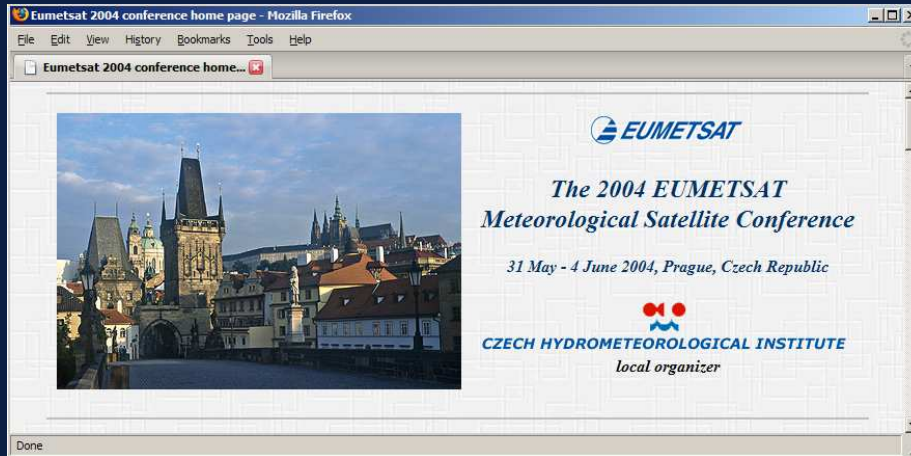 Eumetsat 2004 conference home page - Mozilla Firefox
File Edit View History Bookmarks Tools Help
Eumetsat 2004 conference home...
EUMETSAT
The 2004 EUMETSAT
Meteorological Satellite Conference
31 May - 4 June 2004, Prague, Czech Republic
CZECH HYDROMETEOROLOGICAL INSTITUTE
local organizer
Done